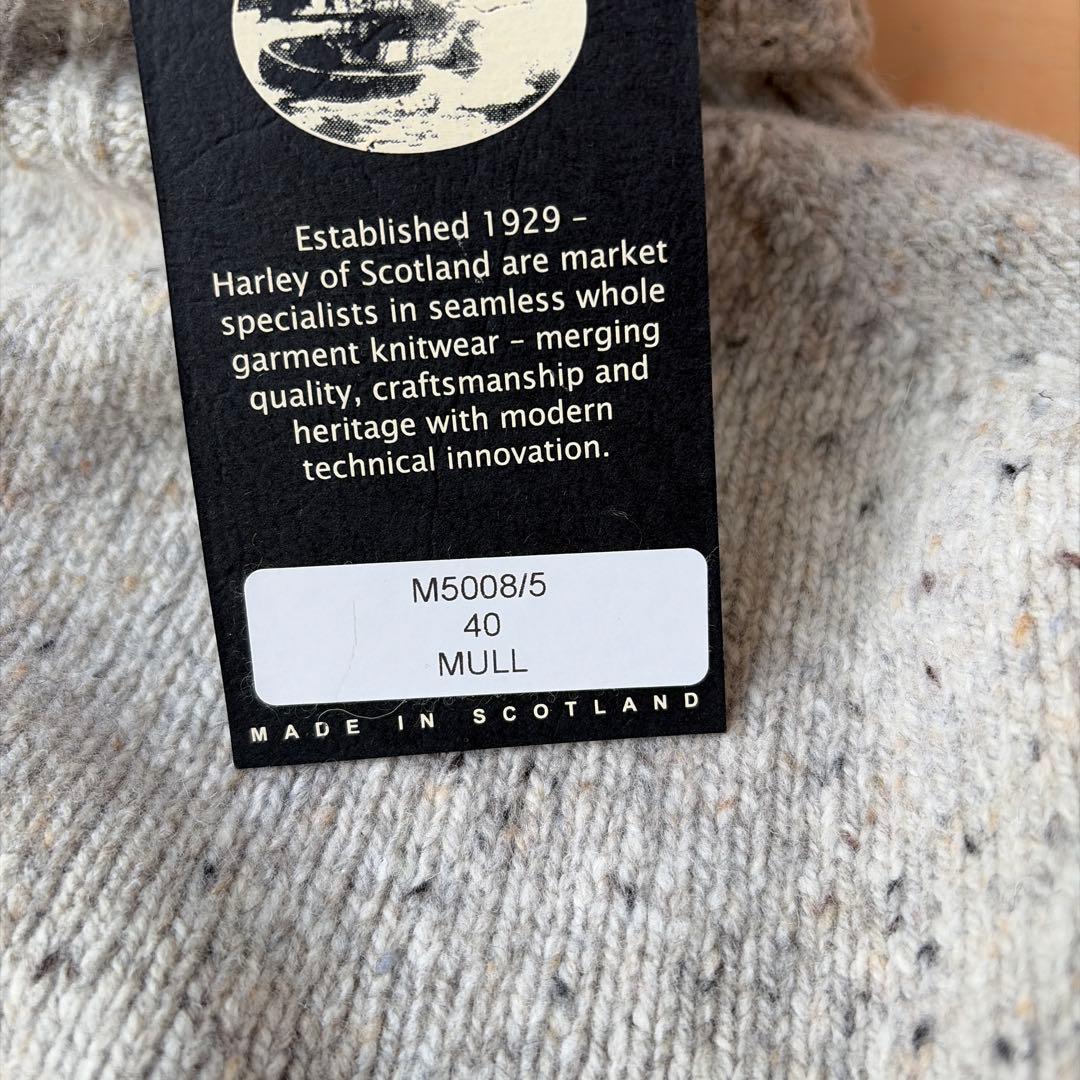 Established 1929 –
Harley of Scotland are market
specialists in seamless whole
garment knitwear – merging
quality, craftsmanship and
heritage with modern
technical innovation.
M5008/5
40
MULL
MADE IN SCOTLAND